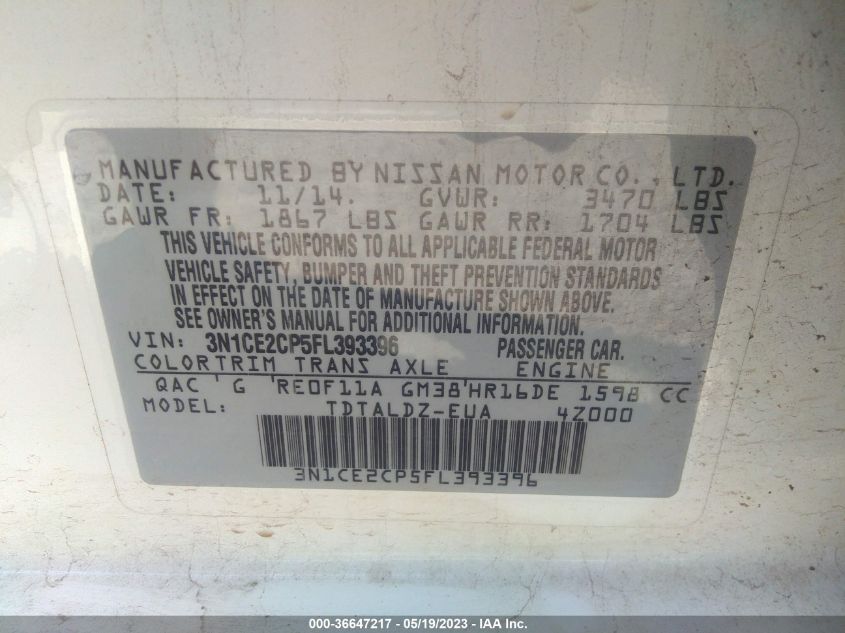 MANUFACTURED BY NISSAN MOTOR CO., LTD.
DATE: 11/14. GVWR: 3470 LBS
GAWR FR: 1867 LBS GAWR RR: 1704 LBS
THIS VEHICLE CONFORMS TO ALL APPLICABLE FEDERAL MOTOR
VEHICLE SAFETY, BUMPER AND THEFT PREVENTION STANDARDS
IN EFFECT ON THE DATE OF MANUFACTURE SHOWN ABOVE.
SEE OWNER'S MANUAL FOR ADDITIONAL INFORMATION.
VIN: 3N1CE2CP5FL393396 PASSENGER CAR.
COLORTRIM TRANS AXLE ENGINE
QAC ' G 'RE0F11A GM38'HR16DE 1598 CC
MODEL: TDTALDZ-EUA 4Z000
3N1CE2CP5FL393396
000-36647217 - 05/19/2023 - IAA Inc.